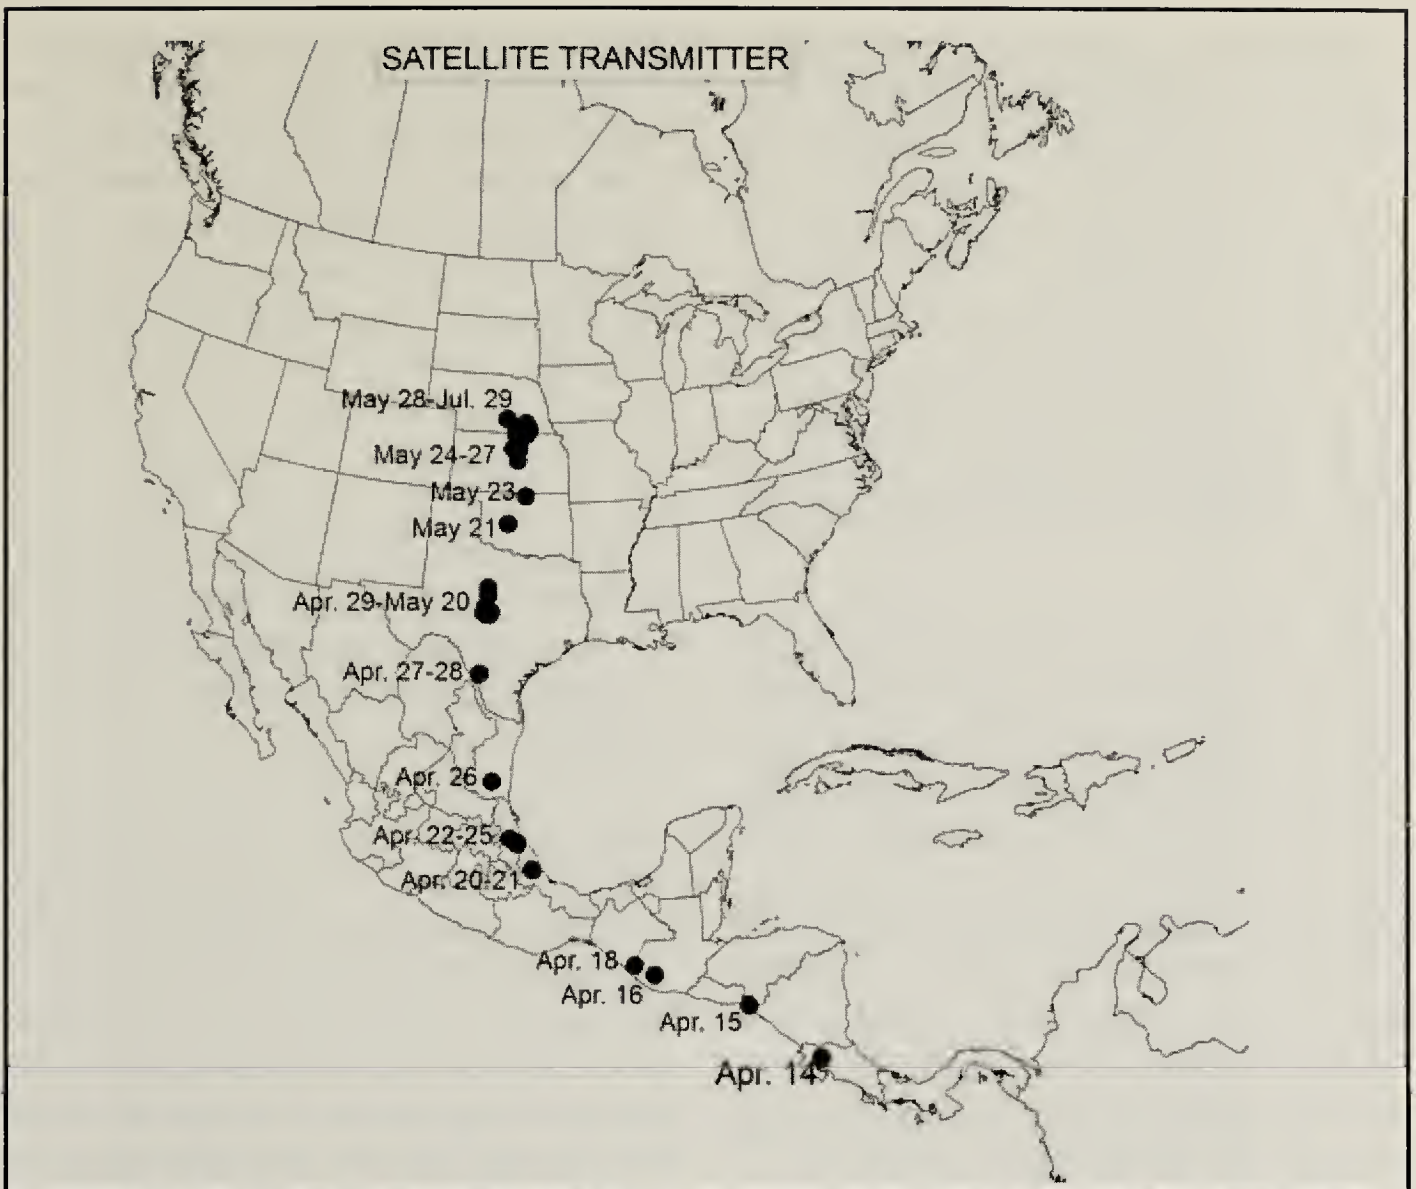 SATELLITE TRANSMITTER
May 28-Jul. 29
May 24-27
May 23
May 21
Apr. 29-May 20
Apr. 27-28
Apr. 26
Apr. 22-25
Apr. 20-21
Apr. 18
Apr. 16
Apr. 15
Apr. 14